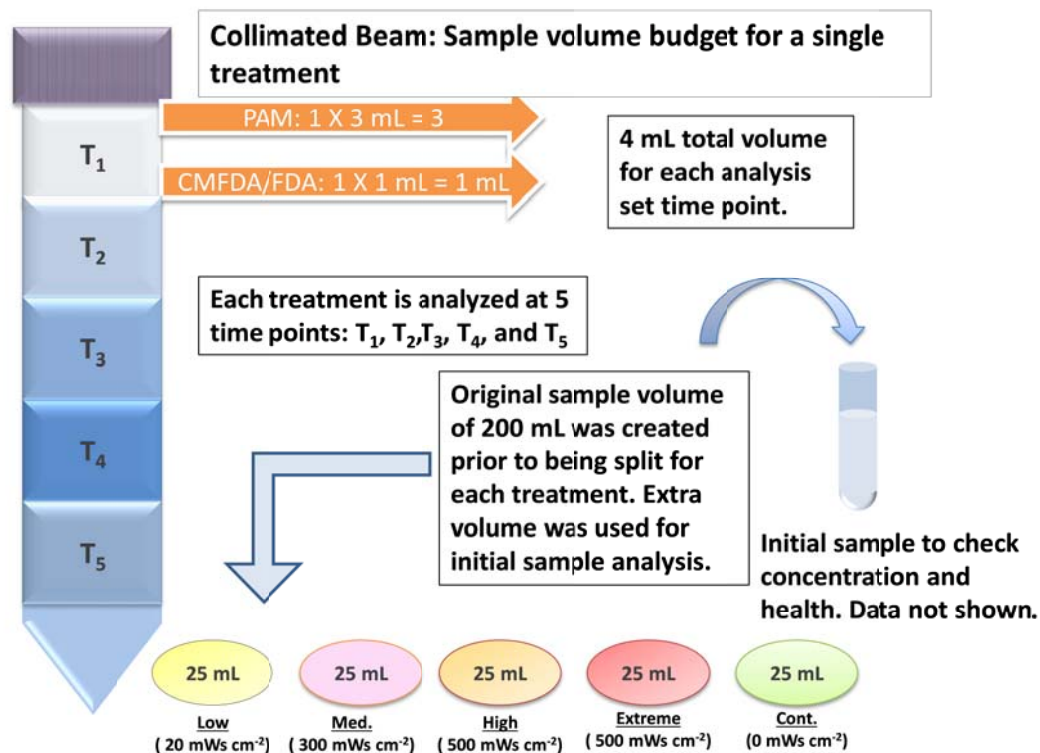 Collimated Beam: Sample volume budget for a single
treatment
PAM: 1 X 3 mL = 3
CMFDA/FDA: 1 X 1 mL = 1 mL
4 mL total volume
for each analysis
set time point.
T₁
T₂
T₃
T₄
T₅
Each treatment is analyzed at 5
time points: T₁, T₂,T₃, T₄, and T₅
Original sample volume
of 200 mL was created
prior to being split for
each treatment. Extra
volume was used for
initial sample analysis.
Initial sample to check
concentration and
health. Data not shown.
25 mL
25 mL
25 mL
25 mL
25 mL
Low
( 20 mWs cm⁻²)
Med.
( 300 mWs cm⁻²)
High
( 500 mWs cm⁻²)
Extreme
( 500 mWs cm⁻²)
Cont.
(0 mWs cm⁻²)